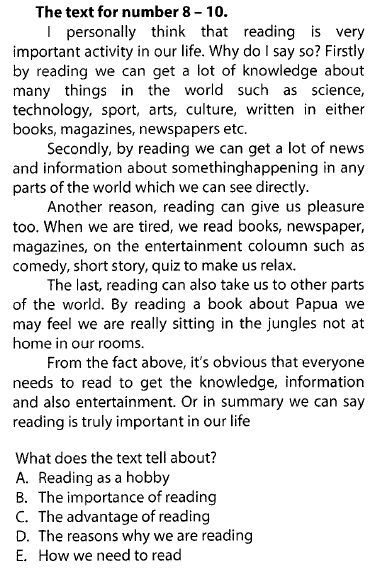 The text for number 8 – 10.
I personally think that reading is very
important activity in our life. Why do I say so? Firstly
by reading we can get a lot of knowledge about
many things in the world such as science,
technology, sport, arts, culture, written in either
books, magazines, newspapers etc.
Secondly, by reading we can get a lot of news
and information about somethinghappening in any
parts of the world which we can see directly.
Another reason, reading can give us pleasure
too. When we are tired, we read books, newspaper,
magazines, on the entertainment coloumn such as
comedy, short story, quiz to make us relax.
The last, reading can also take us to other parts
of the world. By reading a book about Papua we
may feel we are really sitting in the jungles not at
home in our rooms.
From the fact above, it's obvious that everyone
needs to read to get the knowledge, information
and also entertainment. Or in summary we can say
reading is truly important in our life
What does the text tell about?
A. Reading as a hobby
B. The importance of reading
C. The advantage of reading
D. The reasons why we are reading
E. How we need to read